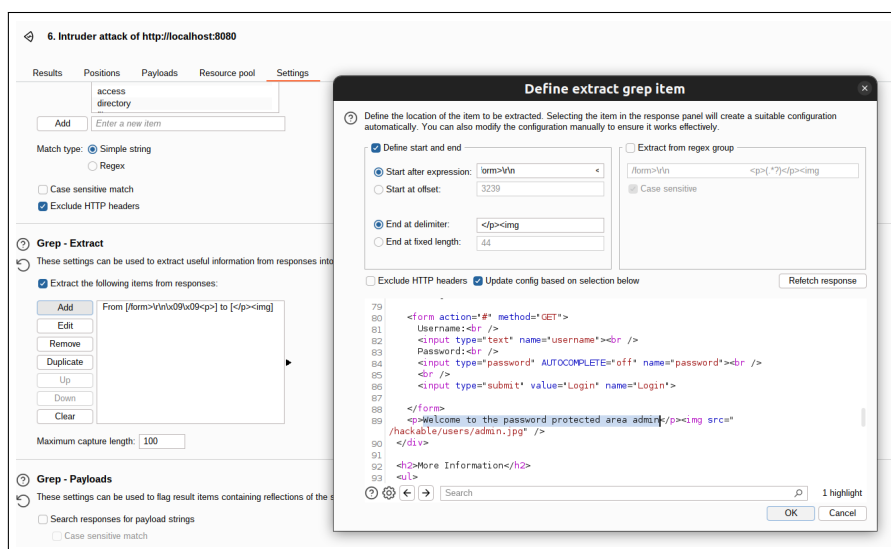 6. Intruder attack of http://localhost:8080
Results Positions Payloads Resource pool Settings
access
directory
Add Enter a new item
Match type: Simple string
Regex
Case sensitive match
Exclude HTTP headers
Grep - Extract
These settings can be used to extract useful information from responses into
Extract the following items from responses:
Add
Edit
Remove
Duplicate
Up
Down
Clear
From [/form>\r\n\x09\x09<p>] to [</p><img]
Maximum capture length: 100
Grep - Payloads
These settings can be used to flag result items containing reflections of the s
Search responses for payload strings
Case sensitive match
Define extract grep item
Define the location of the item to be extracted. Selecting the item in the response panel will create a suitable configuration
automatically. You can also modify the configuration manually to ensure it works effectively.
Define start and end
Start after expression: form>\r\n <
Start at offset: 3239
End at delimiter: </p><img
End at fixed length: 44
Extract from regex group
/form>\r\n <p>(.*?)</p><img
Case sensitive
Exclude HTTP headers Update config based on selection below Refetch response
79
80 <form action="#" method="GET">
81 Username:<br />
82 <input type="text" name="username"><br />
83 Password:<br />
84 <input type="password" AUTOCOMPLETE="off" name="password"><br />
85 <br />
86 <input type="submit" value="Login" name="Login">
87
88 </form>
89 <p>Welcome to the password protected area admin</p><img src="
/hackable/users/admin.jpg" />
90 </div>
91
92 <h2>More Information</h2>
93 <ul>
Search 1 highlight
OK Cancel